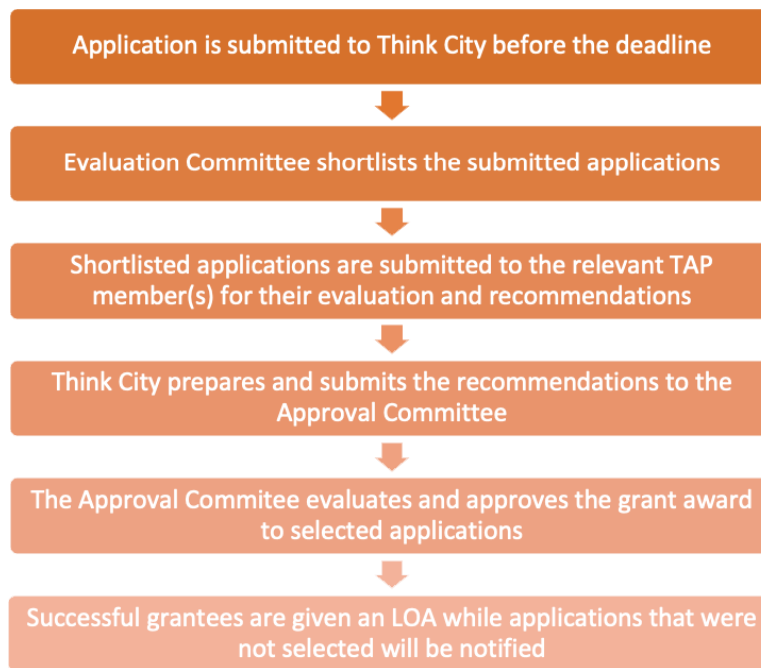 Application is submitted to Think City before the deadline
Evaluation Committee shortlists the submitted applications
Shortlisted applications are submitted to the relevant TAP
member(s) for their evaluation and recommendations
Think City prepares and submits the recommendations to the
Approval Committee
The Approval Commitee evaluates and approves the grant award
to selected applications
Successful grantees are given an LOA while applications that were
not selected will be notified